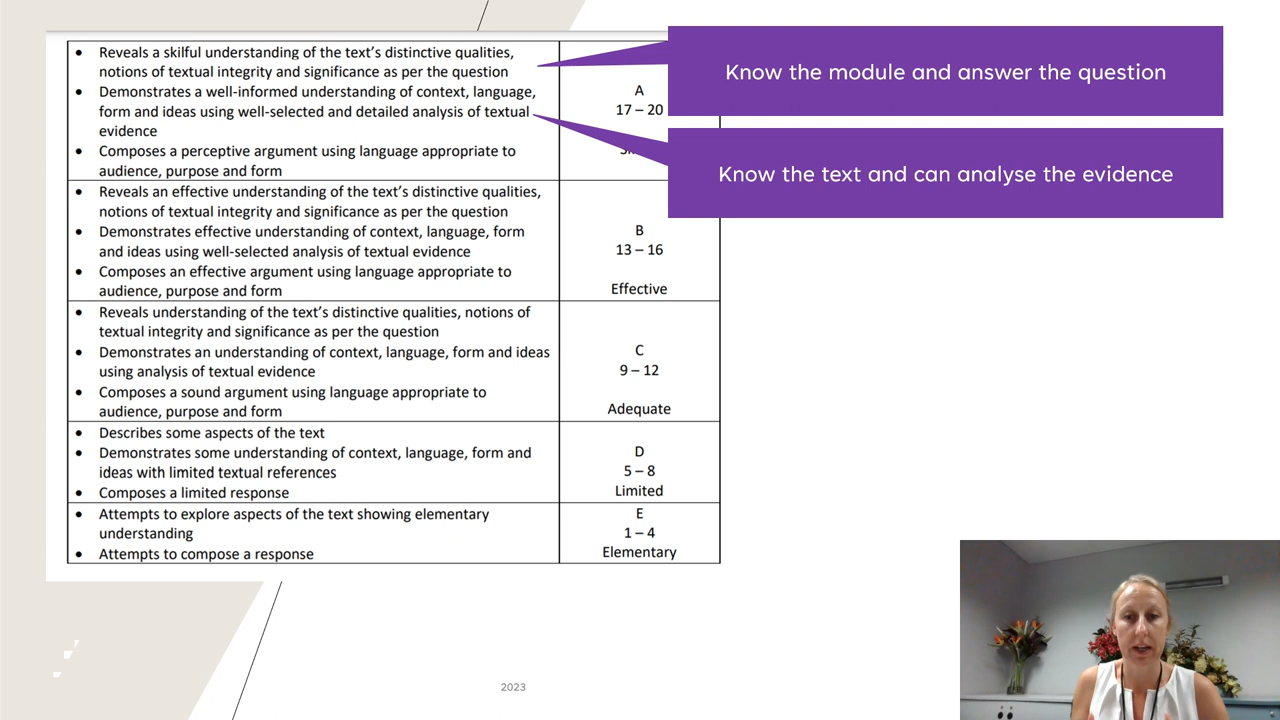 • Reveals a skilful understanding of the text's distinctive qualities,
notions of textual integrity and significance as per the question
• Demonstrates a well-informed understanding of context, language,
form and ideas using well-selected and detailed analysis of textual
evidence
• Composes a perceptive argument using language appropriate to
audience, purpose and form
A
17 – 20
Know the module and answer the question
Know the text and can analyse the evidence
• Reveals an effective understanding of the text's distinctive qualities,
notions of textual integrity and significance as per the question
• Demonstrates effective understanding of context, language, form
and ideas using well-selected analysis of textual evidence
• Composes an effective argument using language appropriate to
audience, purpose and form
B
13 – 16
Effective
• Reveals understanding of the text's distinctive qualities, notions of
textual integrity and significance as per the question
• Demonstrates an understanding of context, language, form and ideas
using analysis of textual evidence
• Composes a sound argument using language appropriate to
audience, purpose and form
C
9 – 12
Adequate
• Describes some aspects of the text
• Demonstrates some understanding of context, language, form and
ideas with limited textual references
• Composes a limited response
D
5 – 8
Limited
• Attempts to explore aspects of the text showing elementary
understanding
• Attempts to compose a response
E
1 – 4
Elementary
2023